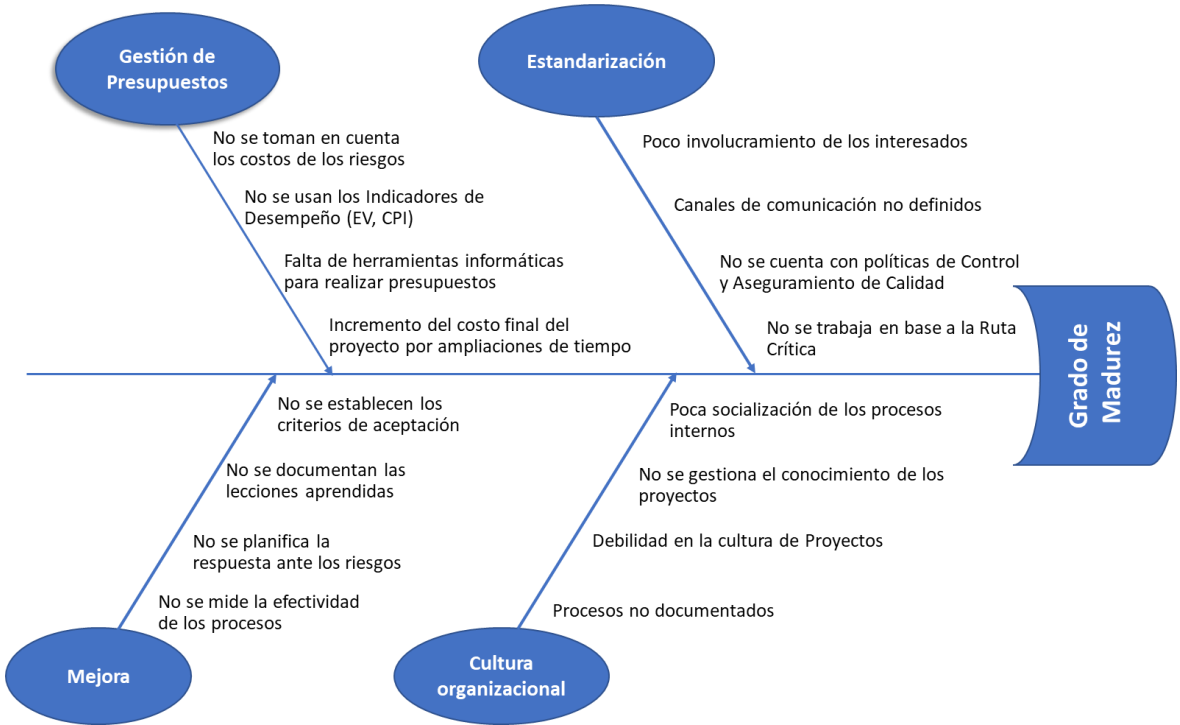 Gestión de
Presupuestos
No se toman en cuenta
los costos de los riesgos
No se usan los Indicadores de
Desempeño (EV, CPI)
Falta de herramientas informáticas
para realizar presupuestos
Incremento del costo final del
proyecto por ampliaciones de tiempo
Estandarización
Poco involucramiento de los interesados
Canales de comunicación no definidos
No se cuenta con políticas de Control
y Aseguramiento de Calidad
No se trabaja en base a la Ruta
Crítica
Grado de
Madurez
No se establecen los
criterios de aceptación
No se documentan las
lecciones aprendidas
No se planifica la
respuesta ante los riesgos
No se mide la efectividad
de los procesos
Mejora
Poca socialización de los procesos
internos
No se gestiona el conocimiento de los
proyectos
Debilidad en la cultura de Proyectos
Procesos no documentados
Cultura
organizacional